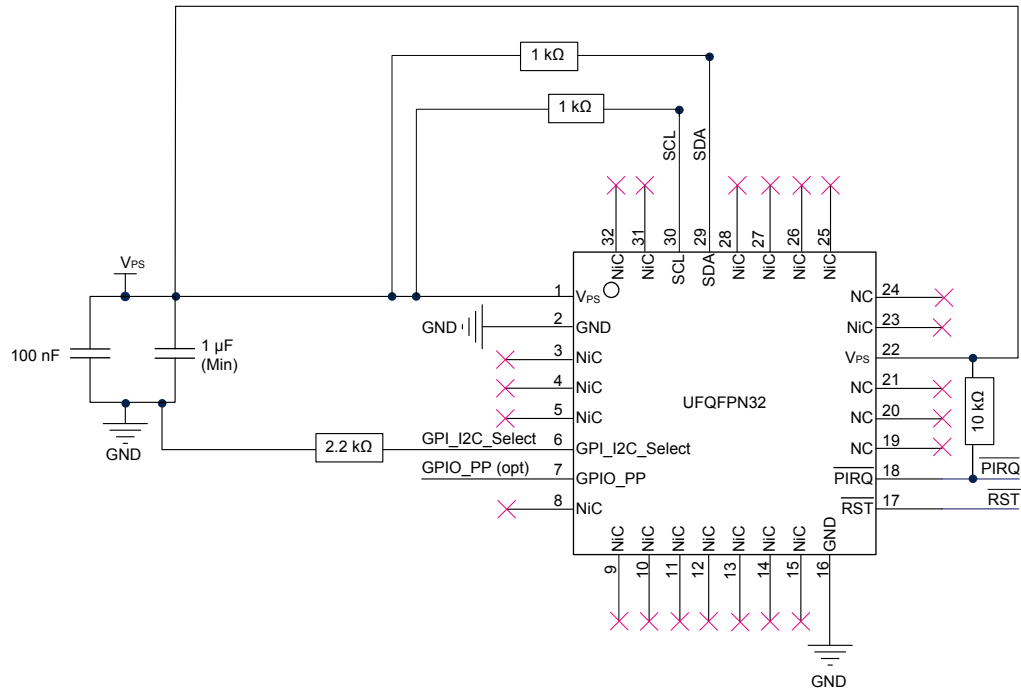 1 kΩ
1 kΩ
SCL
SDA
32
31
30
29
28
27
26
25
NiC
NiC
SCL
SDA
NiC
NiC
NiC
NiC
VPS
100 nF
1 µF
(Min)
GND
1
VPS
2
GND
GND
3
NiC
4
NiC
5
NiC
2.2 kΩ
GPI_I2C_Select
6
GPI_I2C_Select
GPIO_PP (opt)
7
GPIO_PP
8
NiC
UFQFPN32
NC
24
NiC
23
VPS
22
NC
21
NC
20
NC
19
10 kΩ
PIRQ
18
PIRQ
RST
17
RST
NiC
NiC
NiC
NiC
NiC
NiC
NiC
GND
9
10
11
12
13
14
15
16
GND